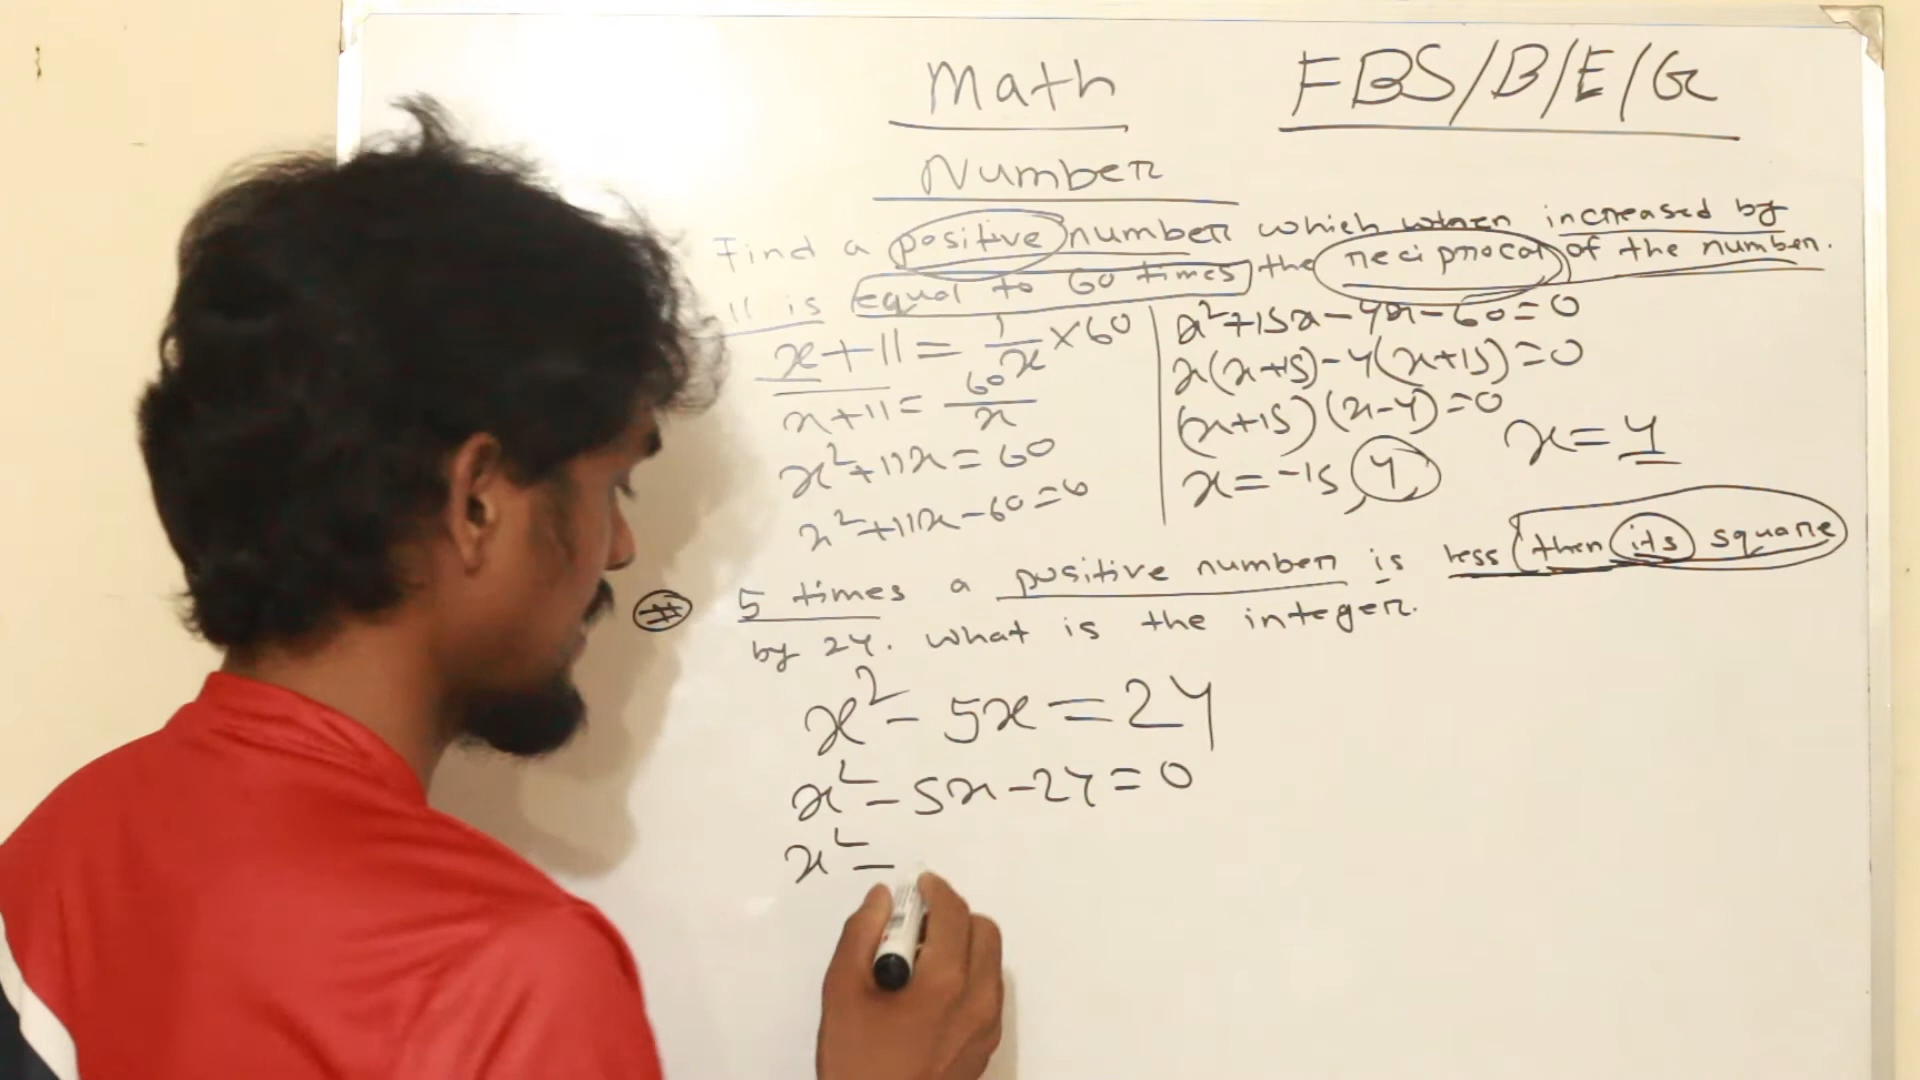 Math
FBS/B/E/G
Number
Find a positive number which when increased by
11 is equal to 60 times the reciprocal of the number.
x+11 = 1/x × 60
x+11 = 60/x
x²+11x = 60
x²+11x-60=0
x²+15x-4x-60=0
x(x+15)-4(x+15)=0
(x+15)(x-4)=0
x=-15, 4
x=4
# 5 times a positive number is less then its square
by 24. what is the integer.
x² - 5x = 24
x² - 5x - 24 = 0
x² -